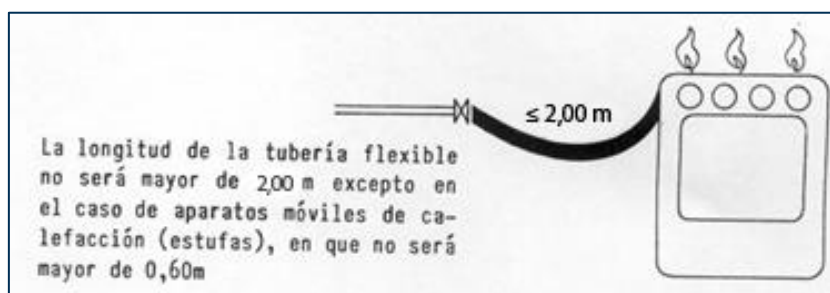 ≤ 2,00 m
La longitud de la tubería flexible
no será mayor de 2,00 m excepto en
el caso de aparatos móviles de ca-
lefacción (estufas), en que no será
mayor de 0,60m